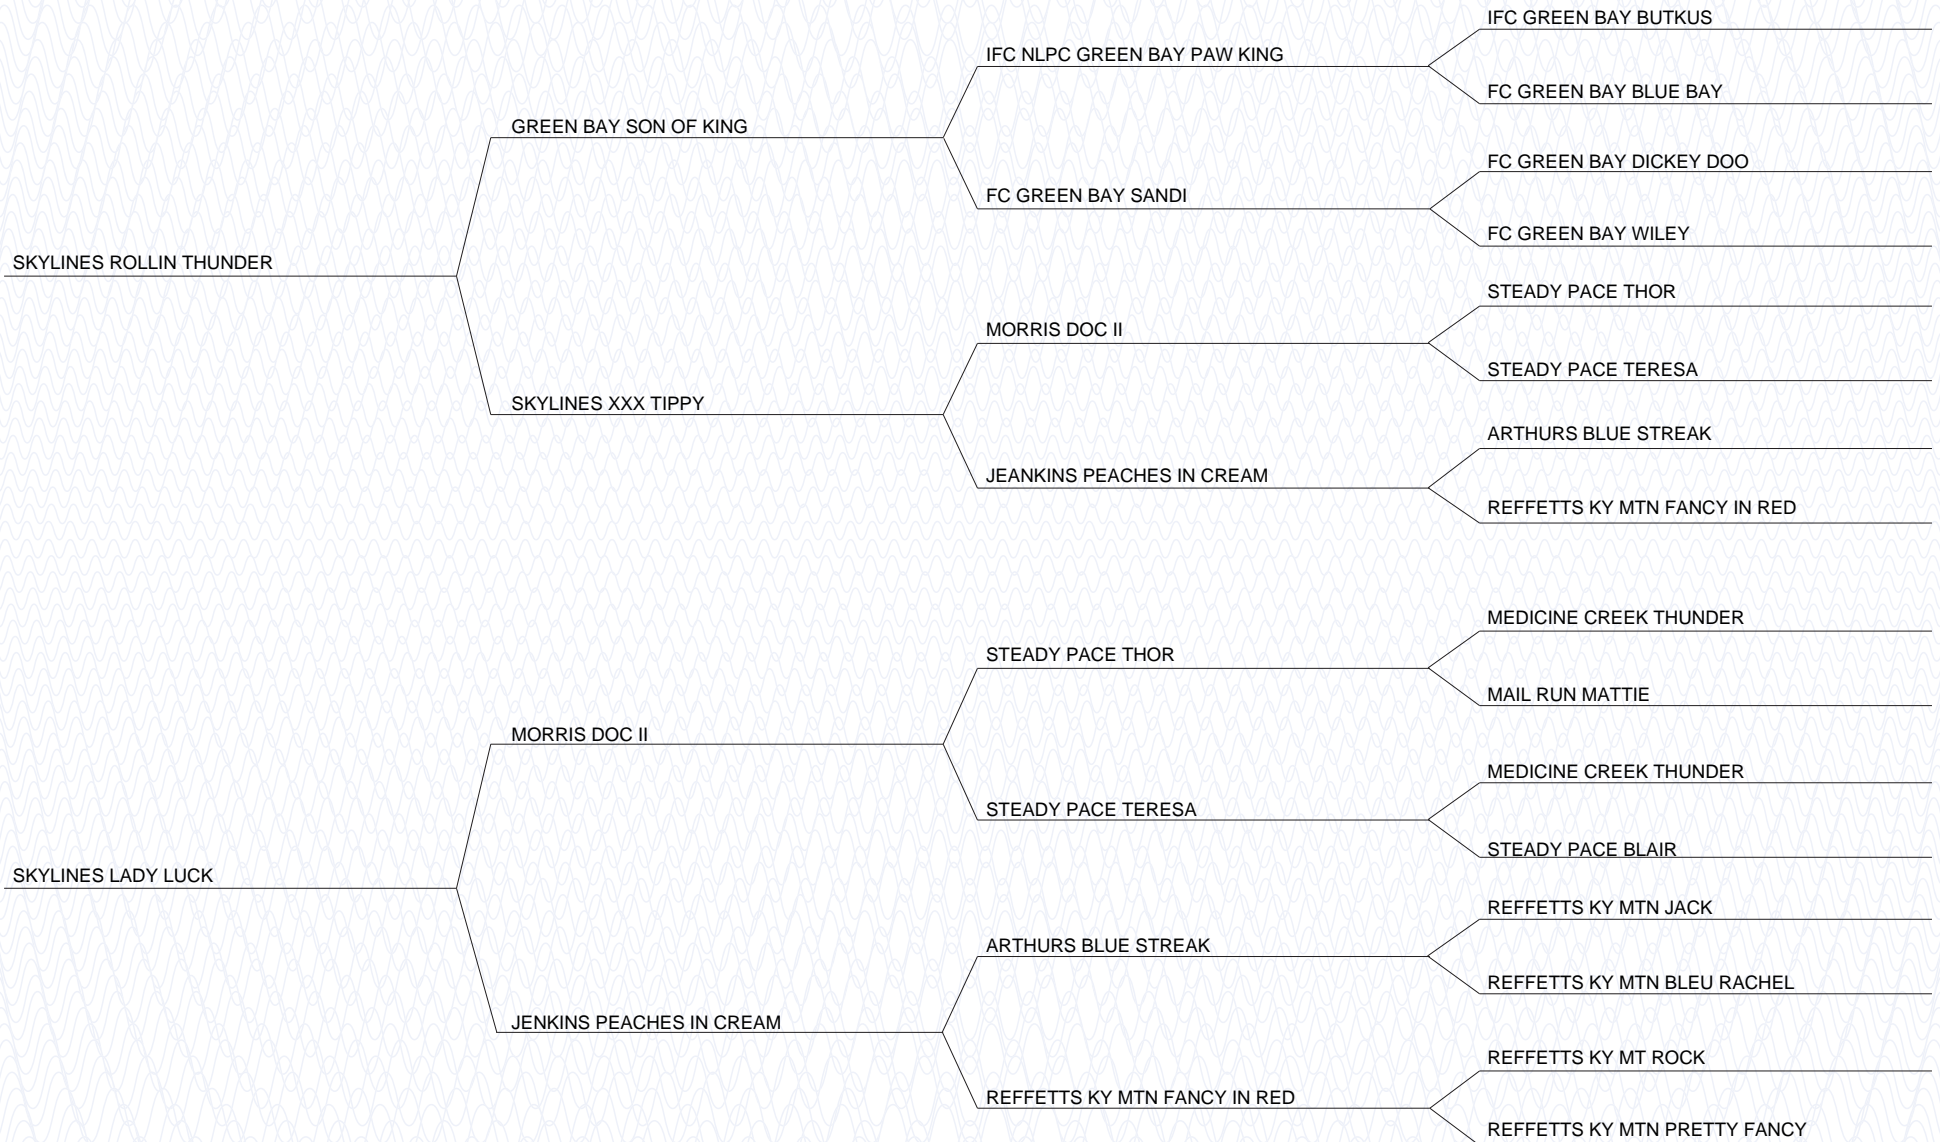 IFC GREEN BAY BUTKUS
IFC NLPC GREEN BAY PAW KING
FC GREEN BAY BLUE BAY
GREEN BAY SON OF KING
FC GREEN BAY DICKEY DOO
FC GREEN BAY SANDI
FC GREEN BAY WILEY
SKYLINES ROLLIN THUNDER
STEADY PACE THOR
MORRIS DOC II
STEADY PACE TERESA
SKYLINES XXX TIPPY
ARTHURS BLUE STREAK
JEANKINS PEACHES IN CREAM
REFFETTS KY MTN FANCY IN RED
MEDICINE CREEK THUNDER
STEADY PACE THOR
MAIL RUN MATTIE
MORRIS DOC II
MEDICINE CREEK THUNDER
STEADY PACE TERESA
STEADY PACE BLAIR
SKYLINES LADY LUCK
REFFETTS KY MTN JACK
ARTHURS BLUE STREAK
REFFETTS KY MTN BLEU RACHEL
JENKINS PEACHES IN CREAM
REFFETTS KY MT ROCK
REFFETTS KY MTN FANCY IN RED
REFFETTS KY MTN PRETTY FANCY